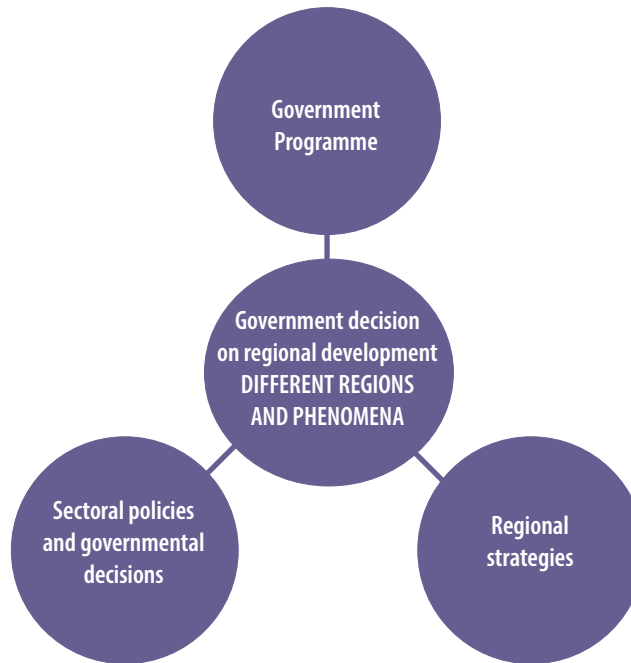 Government
Programme
Government decision
on regional development
DIFFERENT REGIONS
AND PHENOMENA
Sectoral policies
and governmental
decisions
Regional
strategies